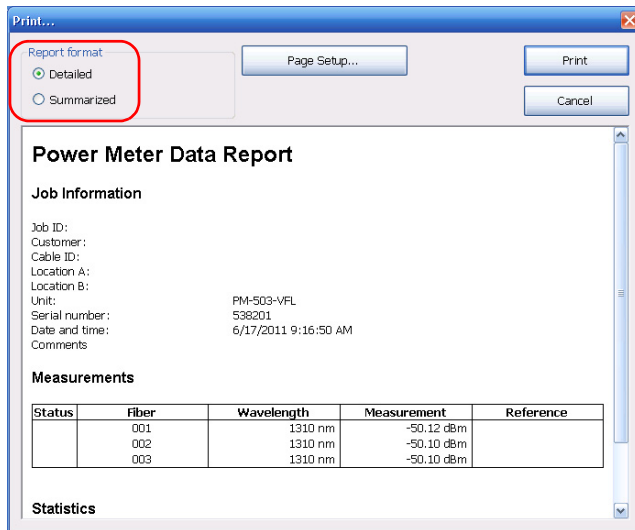 Print...
Report format
Detailed
Summarized
Page Setup...
Print
Cancel
Power Meter Data Report
Job Information
Job ID:
Customer:
Cable ID:
Location A:
Location B:
Unit: PM-503-VFL
Serial number: 538201
Date and time: 6/17/2011 9:16:50 AM
Comments
Measurements
Status Fiber Wavelength Measurement Reference
001 1310 nm -50.12 dBm
002 1310 nm -50.10 dBm
003 1310 nm -50.10 dBm
Statistics